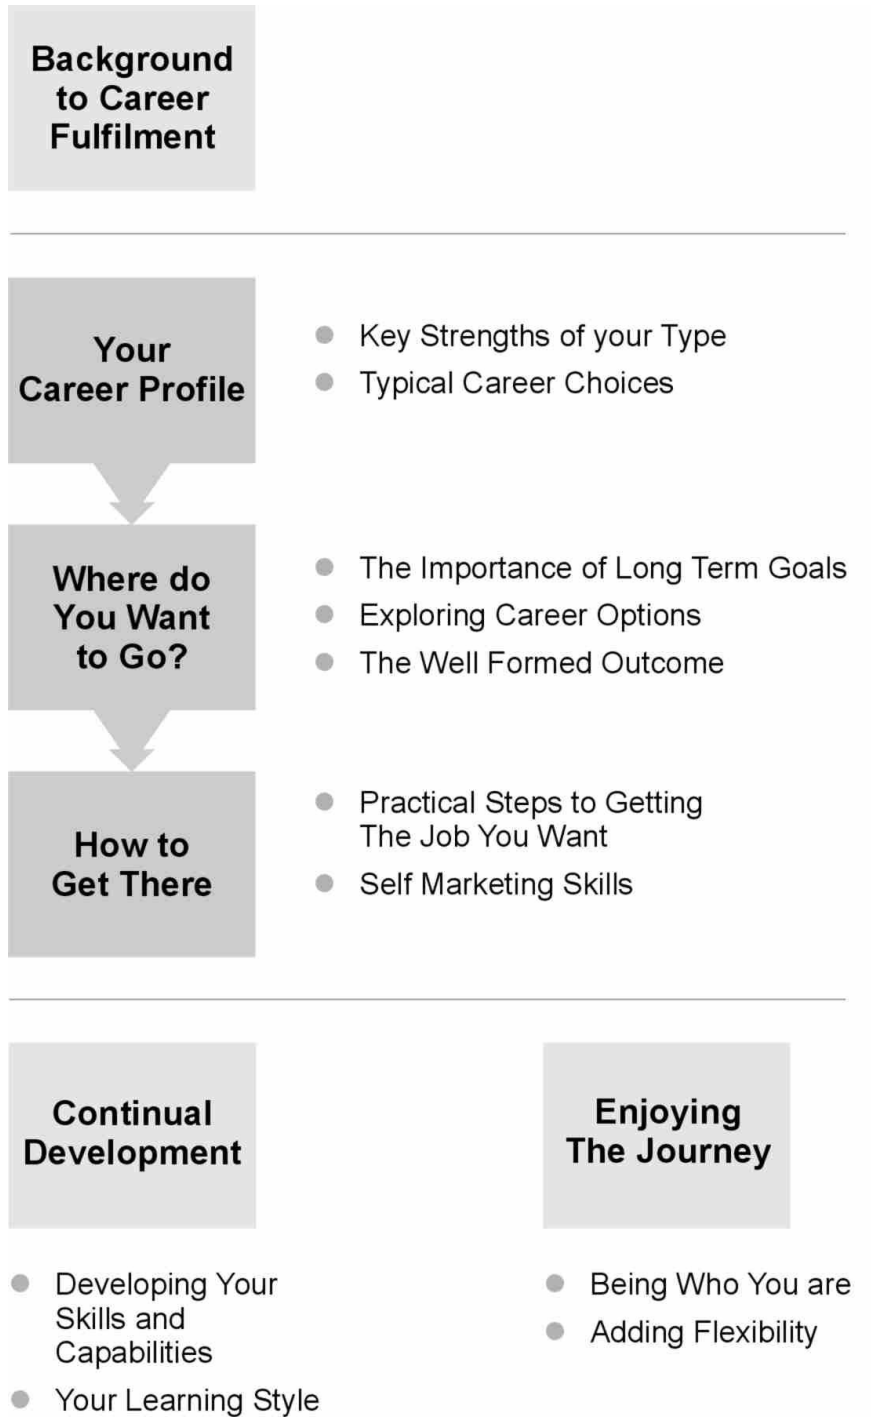 Background
to Career
Fulfilment
Your
Career Profile
Key Strengths of your Type
Typical Career Choices
Where do
You Want
to Go?
The Importance of Long Term Goals
Exploring Career Options
The Well Formed Outcome
How to
Get There
Practical Steps to Getting
The Job You Want
Self Marketing Skills
Continual
Development
Developing Your
Skills and
Capabilities
Your Learning Style
Enjoying
The Journey
Being Who You are
Adding Flexibility